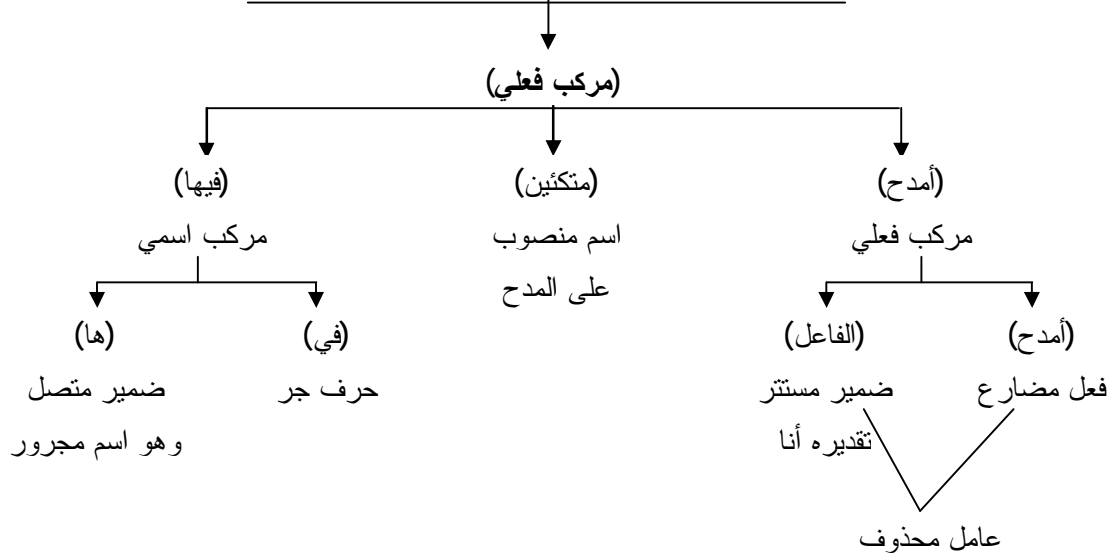 (مركب فعلي)
(أمدح) (متكئين) (فيها)
مركب فعلي اسم منصوب مركب اسمي
على المدح
(أمدح) (الفاعل) (في) (ها)
فعل مضارع ضمير مستتر حرف جر ضمير متصل
تقديره أنا وهو اسم مجرور
عامل محذوف